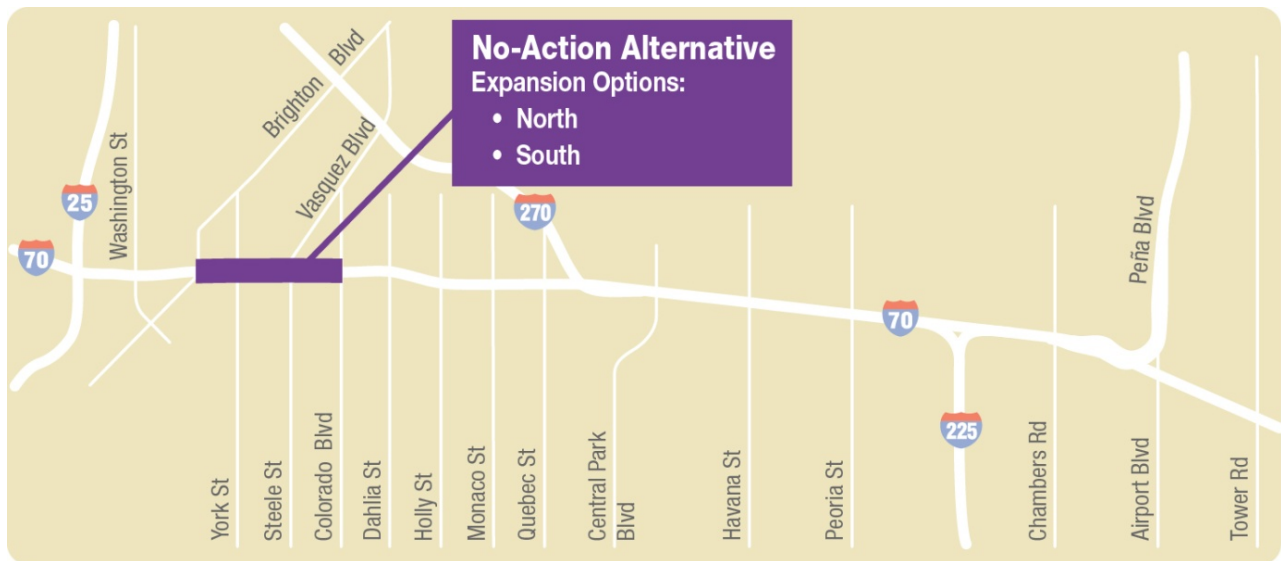 No-Action Alternative
Expansion Options:
• North
• South
Brighton Blvd
Vasquez Blvd
Washington St
25
70
270
70
225
Peña Blvd
York St
Steele St
Colorado Blvd
Dahlia St
Holly St
Monaco St
Quebec St
Central Park
Blvd
Havana St
Peoria St
Chambers Rd
Airport Blvd
Tower Rd